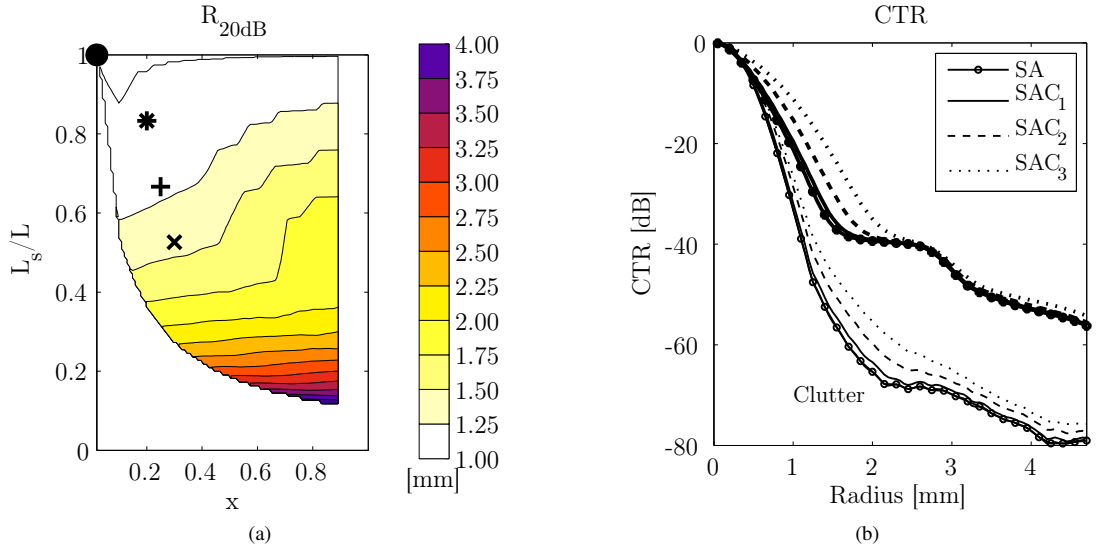 R20dB
1
0.8
0.6
0.4
0.2
0
Ls/L
0.2 0.4 0.6 0.8
x
4.00
3.75
3.50
3.25
3.00
2.75
2.50
2.25
2.00
1.75
1.50
1.25
1.00
[mm]
(a)
CTR
0
-20
-40
-60
-80
CTR [dB]
SA
SAC1
SAC2
SAC3
Clutter
0 1 2 3 4
Radius [mm]
(b)